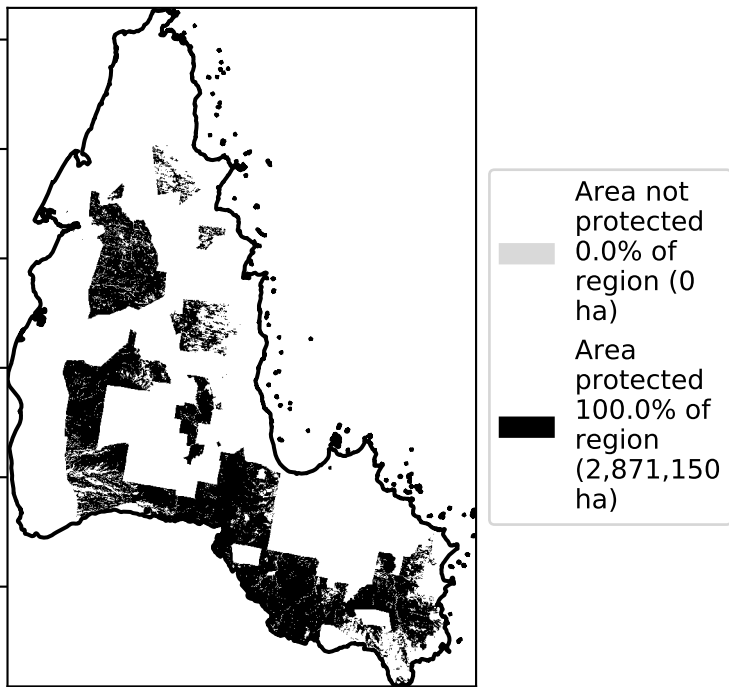 Area not
protected
0.0% of
region (0
ha)
Area
protected
100.0% of
region
(2,871,150
ha)